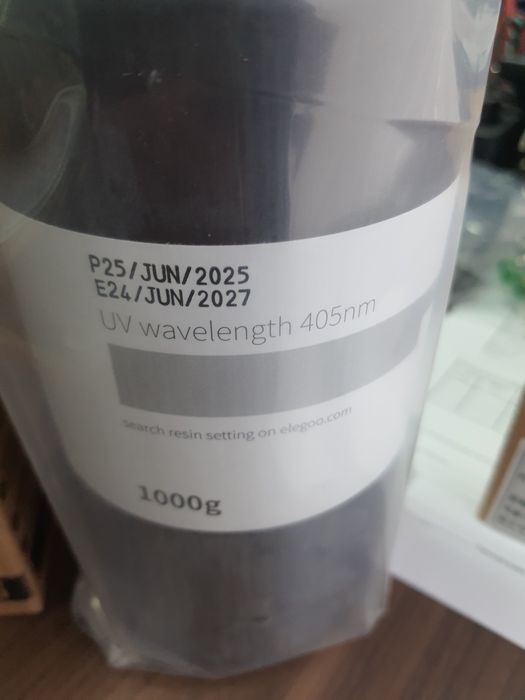 P25/JUN/2025
E24/JUN/2027
UV wavelength 405nm
search resin setting on elegoo.com
1000g